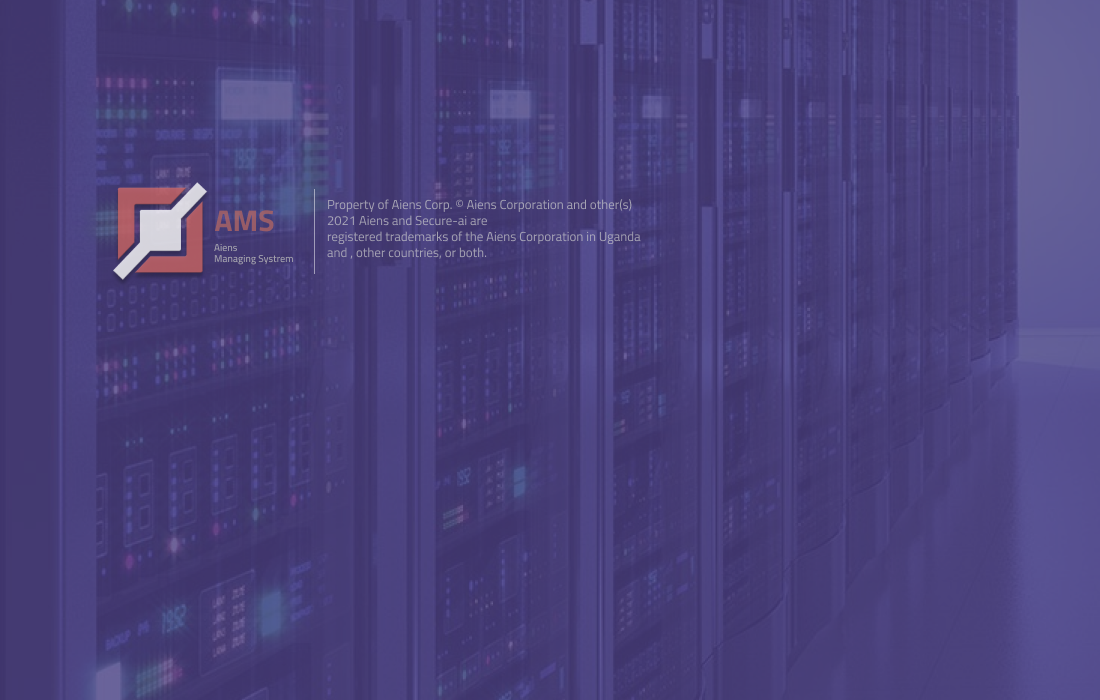 AMS
Aiens
Managing Systrem
Property of Aiens Corp. © Aiens Corporation and other(s)
2021 Aiens and Secure-ai are
registered trademarks of the Aiens Corporation in Uganda
and , other countries, or both.
1952